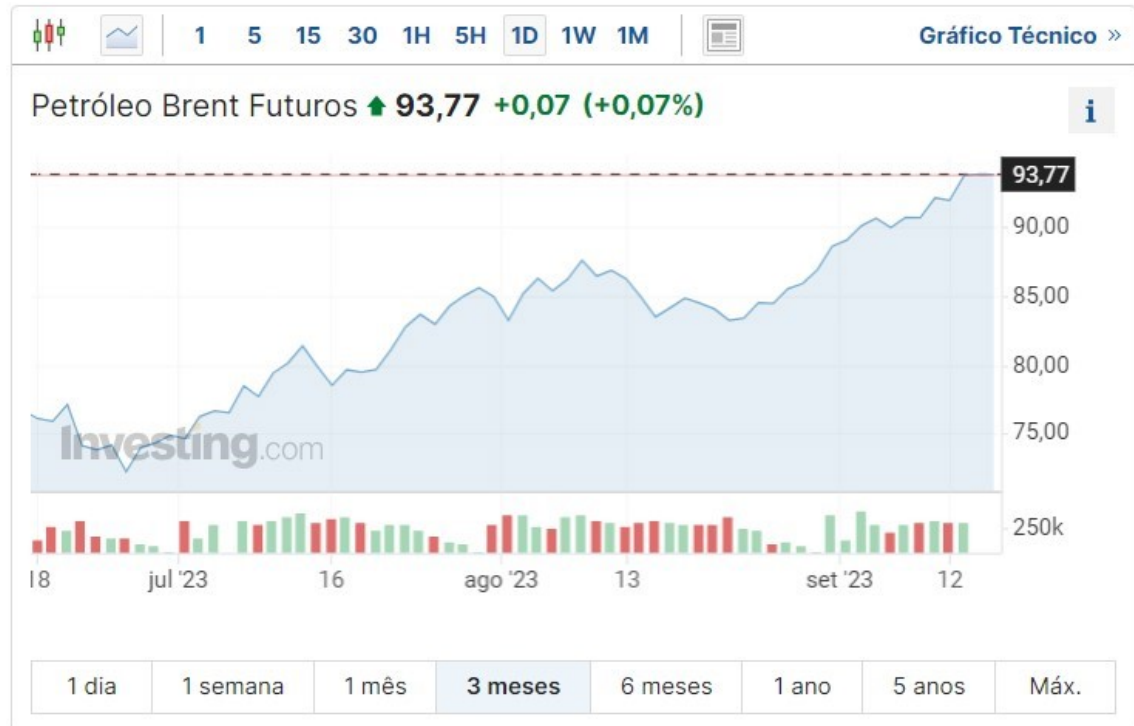 1 5 15 30 1H 5H 1D 1W 1M Gráfico Técnico »
Petróleo Brent Futuros 93,77 +0,07 (+0,07%) i
93,77
90,00
85,00
80,00
75,00
Investing.com
250k
18 jul '23 16 ago '23 13 set '23 12
1 dia 1 semana 1 mês 3 meses 6 meses 1 ano 5 anos Máx.